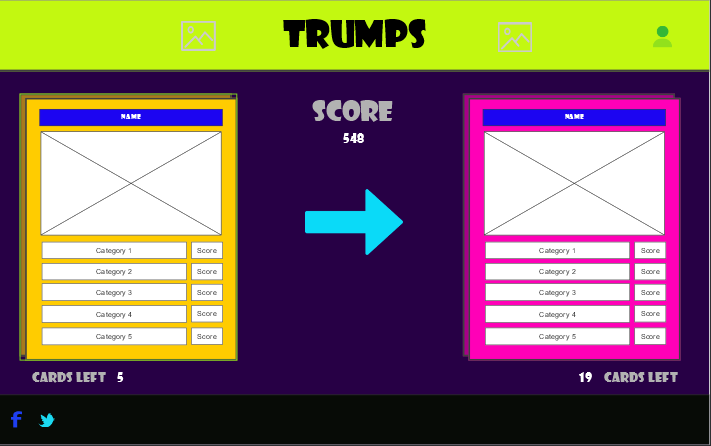 TRUMPS
SCORE
548
NAME
Category 1 Score
Category 2 Score
Category 3 Score
Category 4 Score
Category 5 Score
CARDS LEFT 5
NAME
Category 1 Score
Category 2 Score
Category 3 Score
Category 4 Score
Category 5 Score
19 CARDS LEFT